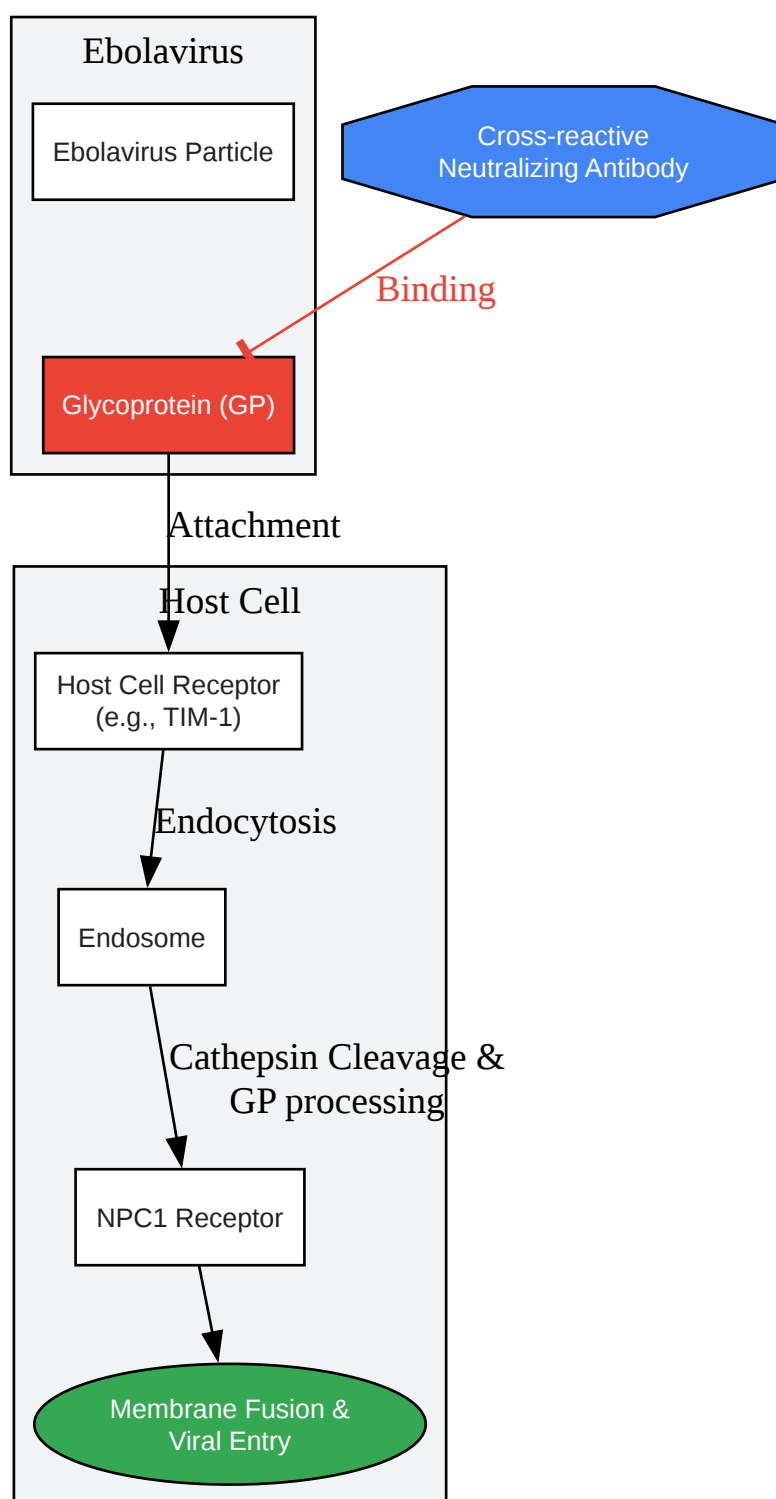 Ebolavirus
Ebolavirus Particle
Cross-reactive
Neutralizing Antibody
Binding
Glycoprotein (GP)
Attachment
Host Cell
Host Cell Receptor
(e.g., TIM-1)
Endocytosis
Endosome
Cathepsin Cleavage &
GP processing
NPC1 Receptor
Membrane Fusion &
Viral Entry